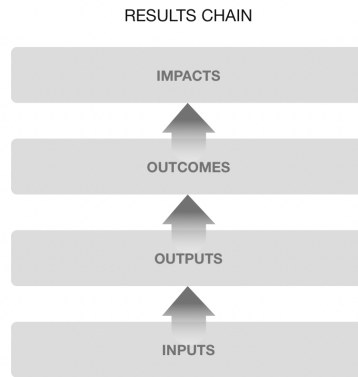 RESULTS CHAIN
IMPACTS
OUTCOMES
OUTPUTS
INPUTS